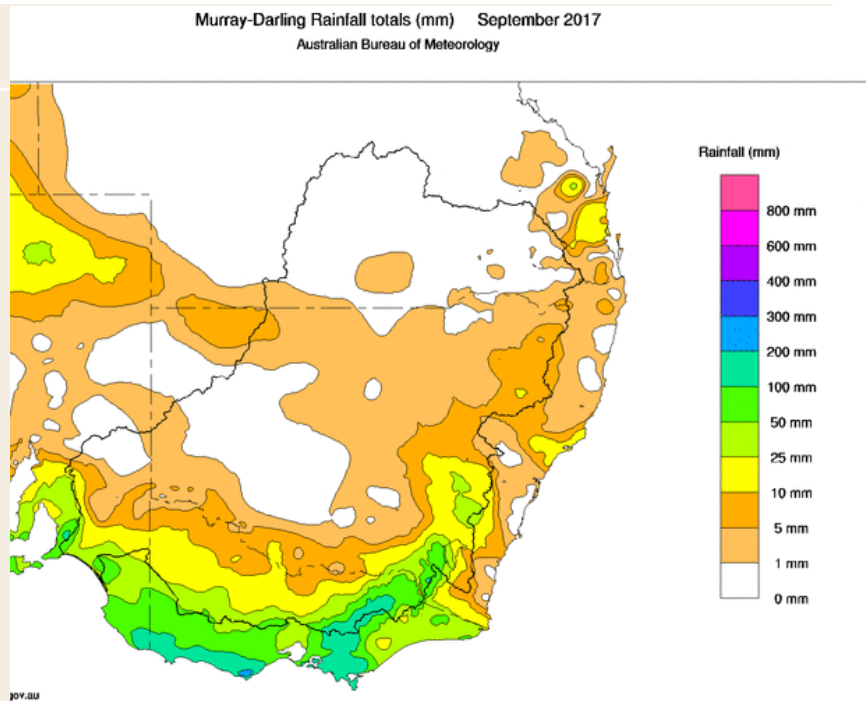 Murray-Darling Rainfall totals (mm) September 2017
Australian Bureau of Meteorology
Rainfall (mm)
800 mm
600 mm
400 mm
300 mm
200 mm
100 mm
50 mm
25 mm
10 mm
5 mm
1 mm
0 mm
gov.au